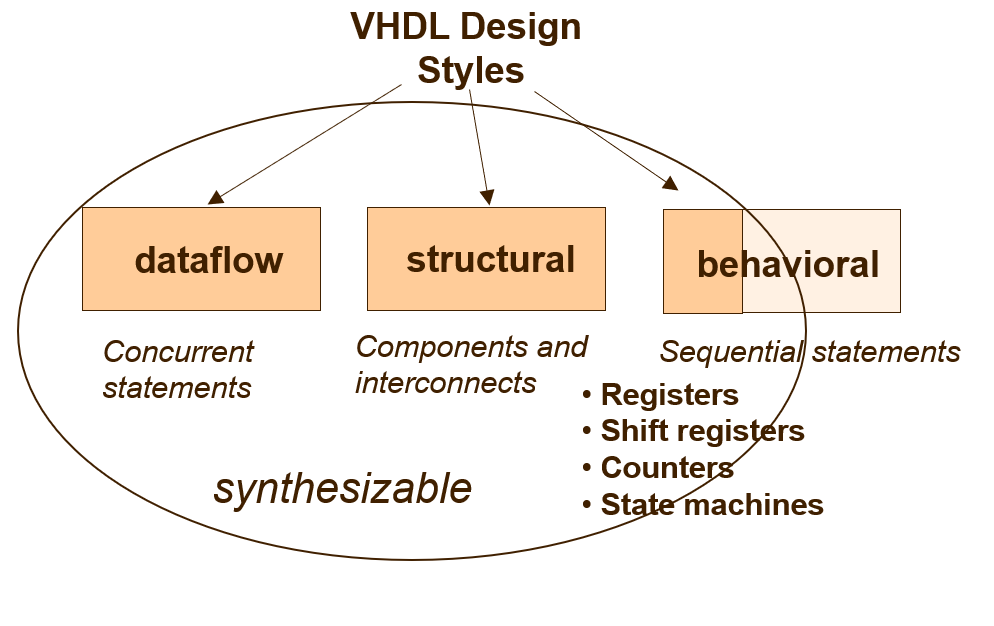 VHDL Design
Styles
dataflow
structural
behavioral
Concurrent
statements
Components and
interconnects
Sequential statements
• Registers
• Shift registers
• Counters
• State machines
synthesizable